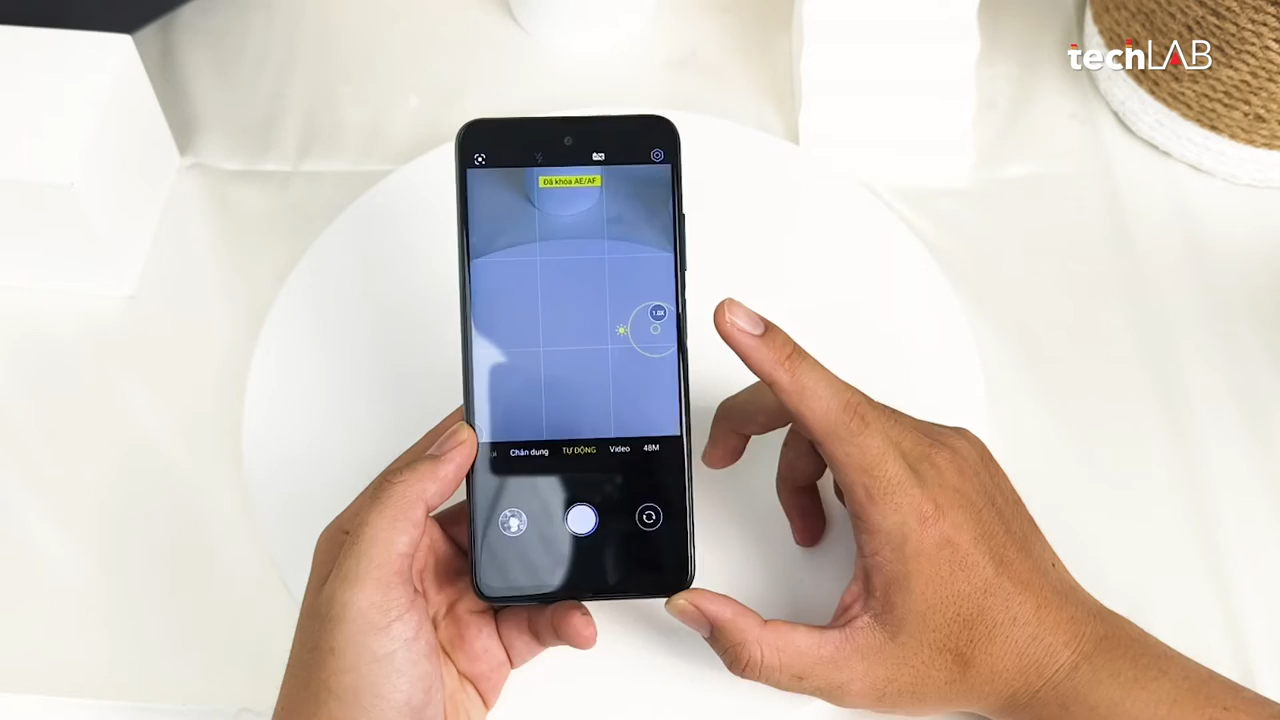 techLAB
Đã khóa AE/AF
1.0X
Chân dung TỰ ĐỘNG Video 48M